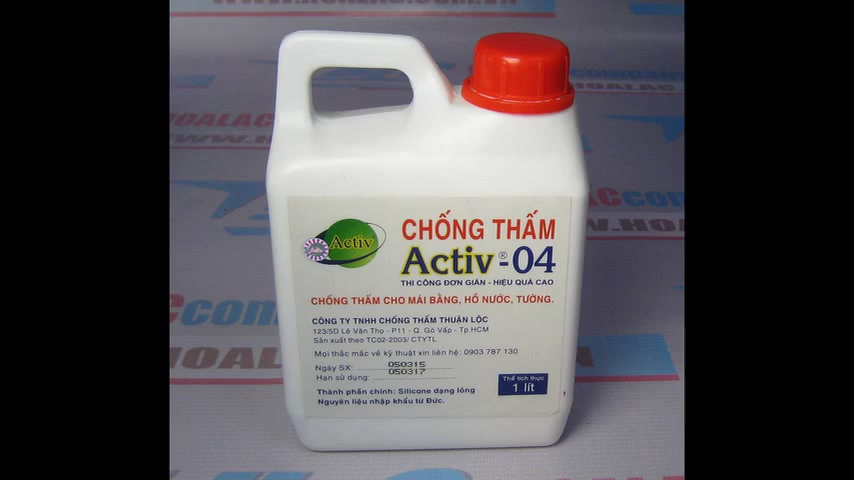 Activ
CHỐNG THẤM
Activ®-04
THI CÔNG ĐƠN GIẢN - HIỆU QUẢ CAO
CHỐNG THẤM CHO MÁI BẰNG, HỒ NƯỚC, TƯỜNG.
CÔNG TY TNHH CHỐNG THẤM THUẬN LỘC
123/5D Lê Văn Thọ - P11 - Q. Gò Vấp - Tp.HCM
Sản xuất theo TC02-2003/ CTYTL
Mọi thắc mắc về kỹ thuật xin liên hệ: 0903 787 130
Ngày SX: 050315
Hạn sử dụng: 050317
Thành phần chính: Silicone dạng lỏng
Nguyên liệu nhập khẩu từ Đức.
Thể tích thực
1 lít